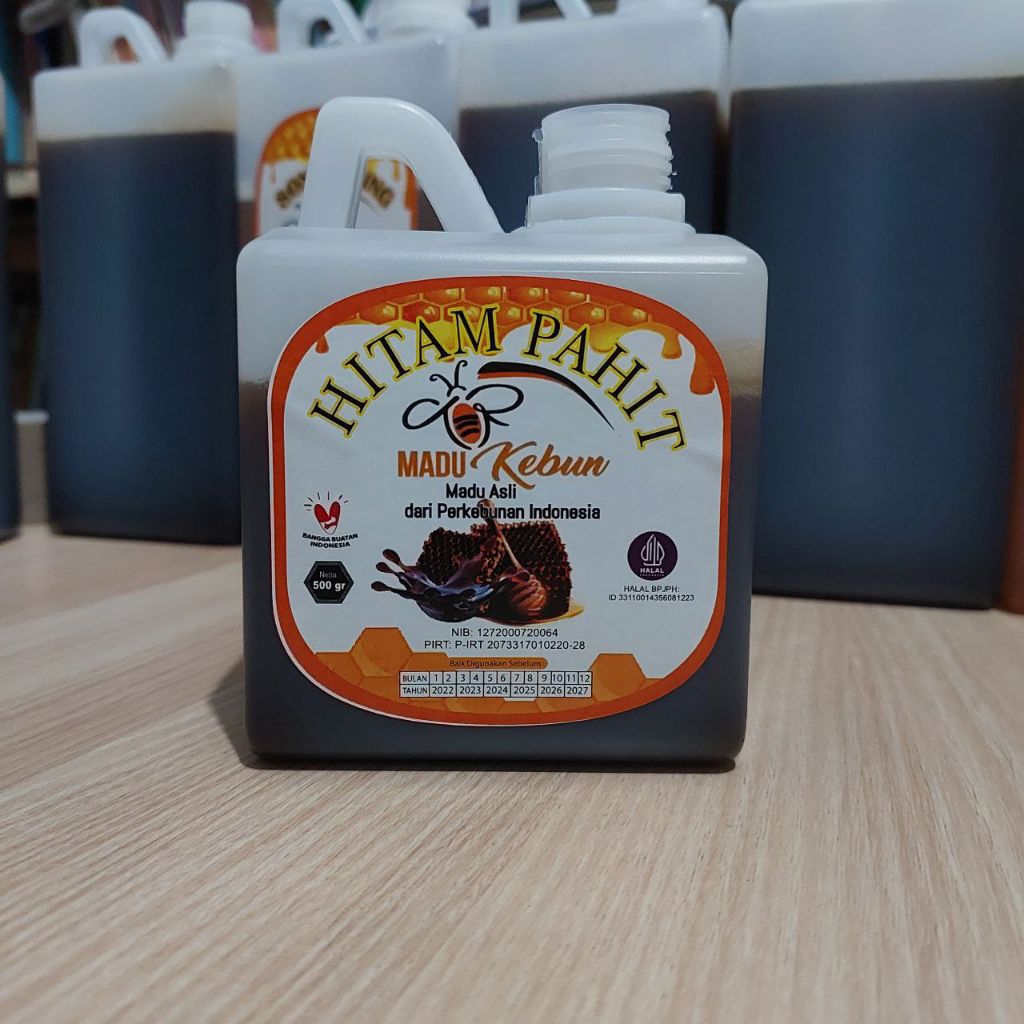 HITAM PAHIT
MADU Kebun
Madu Asli
dari Perkebunan Indonesia
BANGGA BUATAN
INDONESIA
Netto
500 gr
HALAL
INDONESIA
HALAL BPJPH:
ID 33110014356081223
NIB: 1272000720064
PIRT: P-IRT 2073317010220-28
Baik Digunakan Sebelum
BULAN 1 2 3 4 5 6 7 8 9 10 11 12
TAHUN 2022 2023 2024 2025 2026 2027